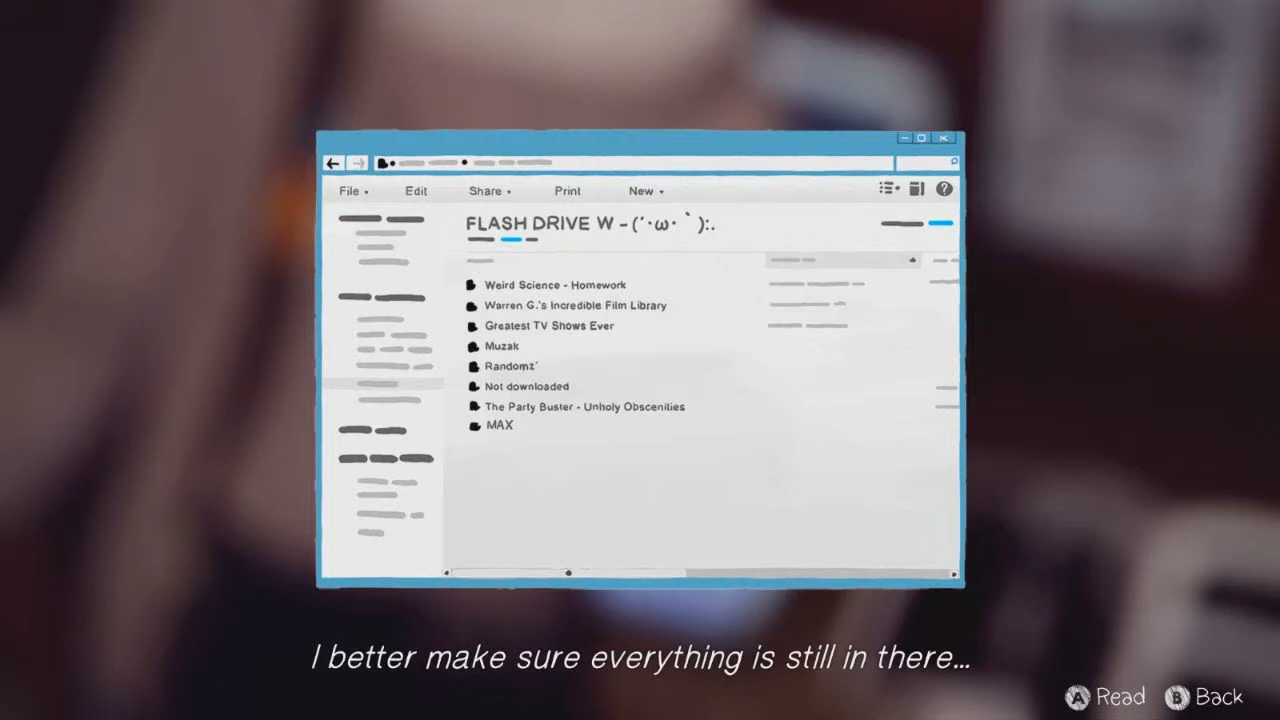 File Edit Share Print New
FLASH DRIVE W -(´･ω･｀):.
Weird Science - Homework
Warren G.'s Incredible Film Library
Greatest TV Shows Ever
Muzak
Randomz'
Not downloaded
The Party Buster - Unholy Obscenities
MAX
I better make sure everything is still in there...
A Read B Back